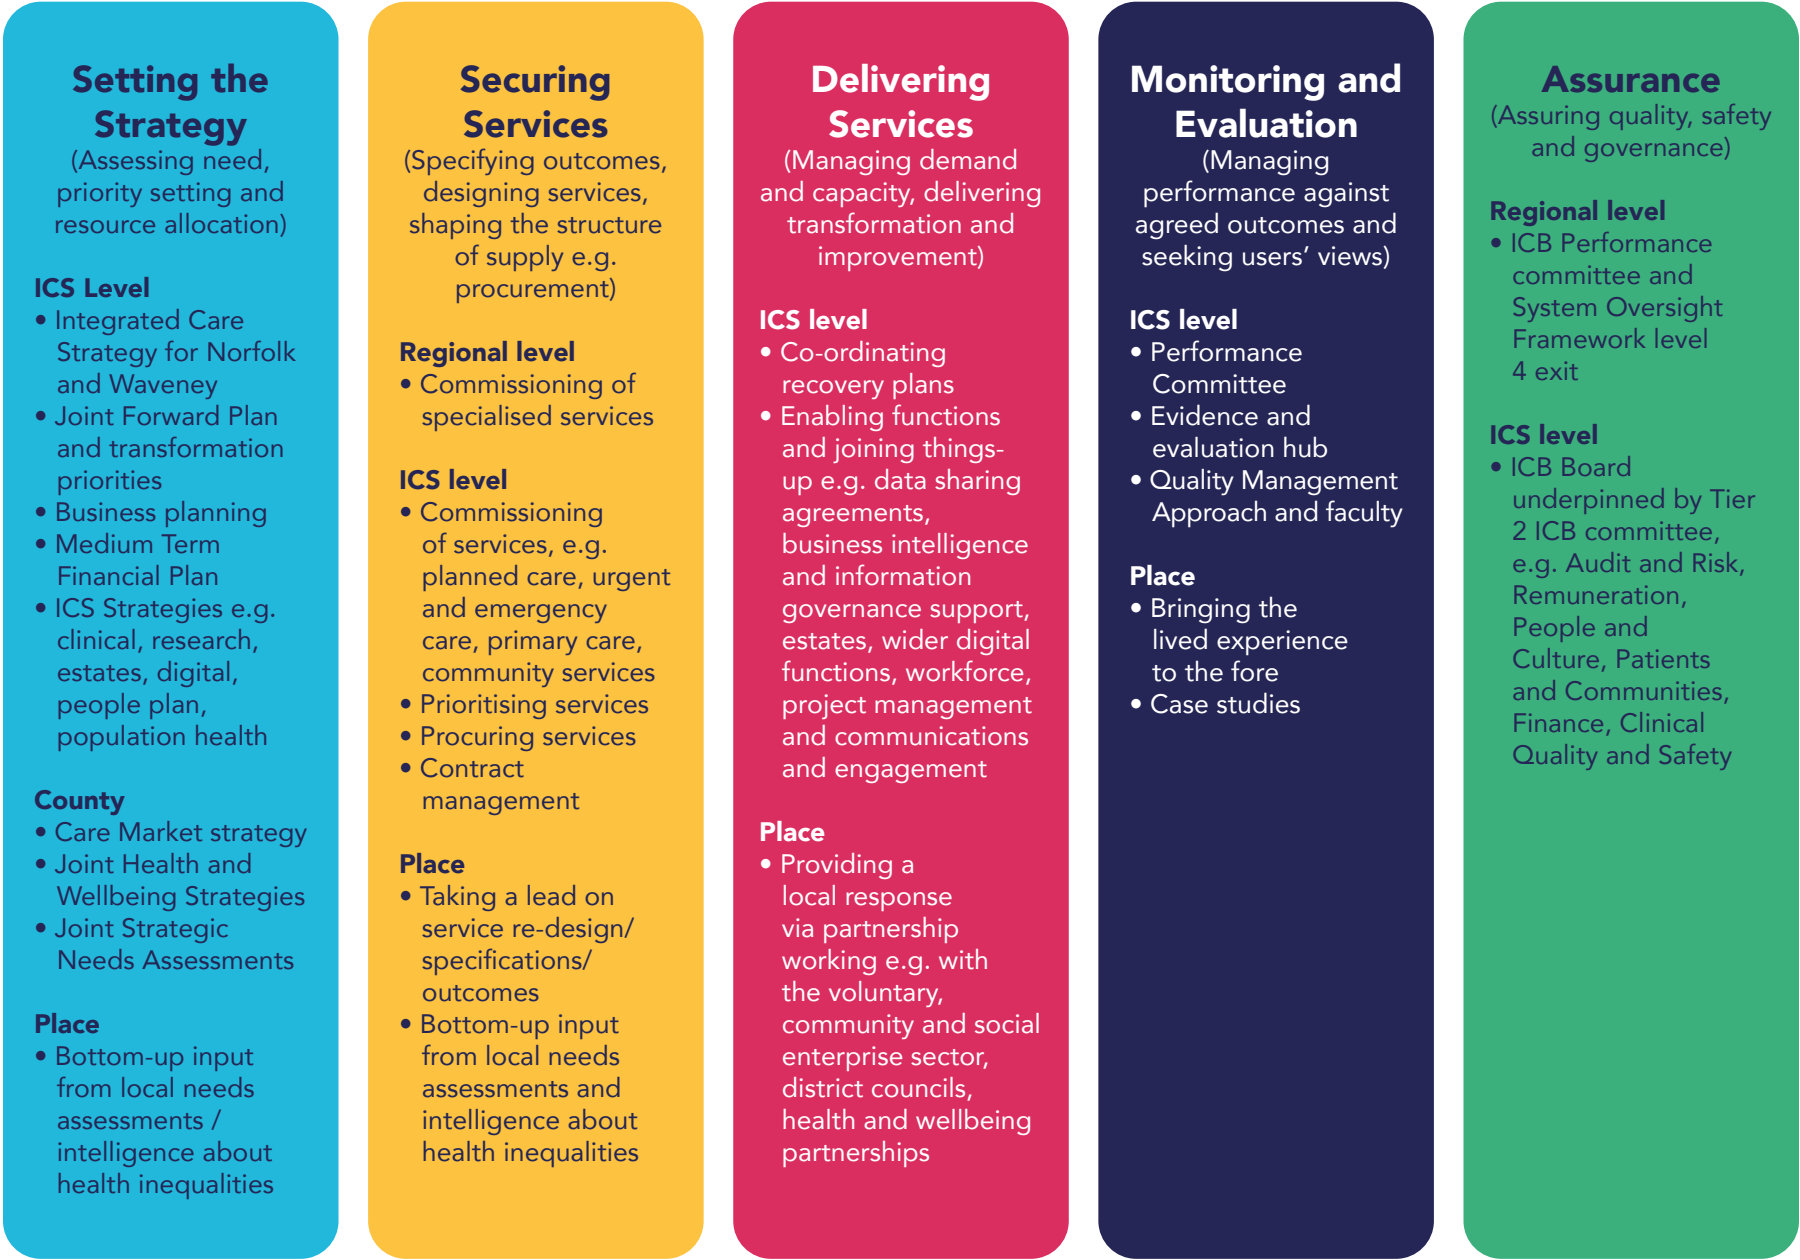 Setting the
Strategy
(Assessing need,
priority setting and
resource allocation)
ICS Level
• Integrated Care
Strategy for Norfolk
and Waveney
• Joint Forward Plan
and transformation
priorities
• Business planning
• Medium Term
Financial Plan
• ICS Strategies e.g.
clinical, research,
estates, digital,
people plan,
population health
County
• Care Market strategy
• Joint Health and
Wellbeing Strategies
• Joint Strategic
Needs Assessments
Place
• Bottom-up input
from local needs
assessments /
intelligence about
health inequalities
Securing
Services
(Specifying outcomes,
designing services,
shaping the structure
of supply e.g.
procurement)
Regional level
• Commissioning of
specialised services
ICS level
• Commissioning
of services, e.g.
planned care, urgent
and emergency
care, primary care,
community services
• Prioritising services
• Procuring services
• Contract
management
Place
• Taking a lead on
service re-design/
specifications/
outcomes
• Bottom-up input
from local needs
assessments and
intelligence about
health inequalities
Delivering
Services
(Managing demand
and capacity, delivering
transformation and
improvement)
ICS level
• Co-ordinating
recovery plans
• Enabling functions
and joining things-
up e.g. data sharing
agreements,
business intelligence
and information
governance support,
estates, wider digital
functions, workforce,
project management
and communications
and engagement
Place
• Providing a
local response
via partnership
working e.g. with
the voluntary,
community and social
enterprise sector,
district councils,
health and wellbeing
partnerships
Monitoring and
Evaluation
(Managing
performance against
agreed outcomes and
seeking users’ views)
ICS level
• Performance
Committee
• Evidence and
evaluation hub
• Quality Management
Approach and faculty
Place
• Bringing the
lived experience
to the fore
• Case studies
Assurance
(Assuring quality, safety
and governance)
Regional level
• ICB Performance
committee and
System Oversight
Framework level
4 exit
ICS level
• ICB Board
underpinned by Tier
2 ICB committee,
e.g. Audit and Risk,
Remuneration,
People and
Culture, Patients
and Communities,
Finance, Clinical
Quality and Safety